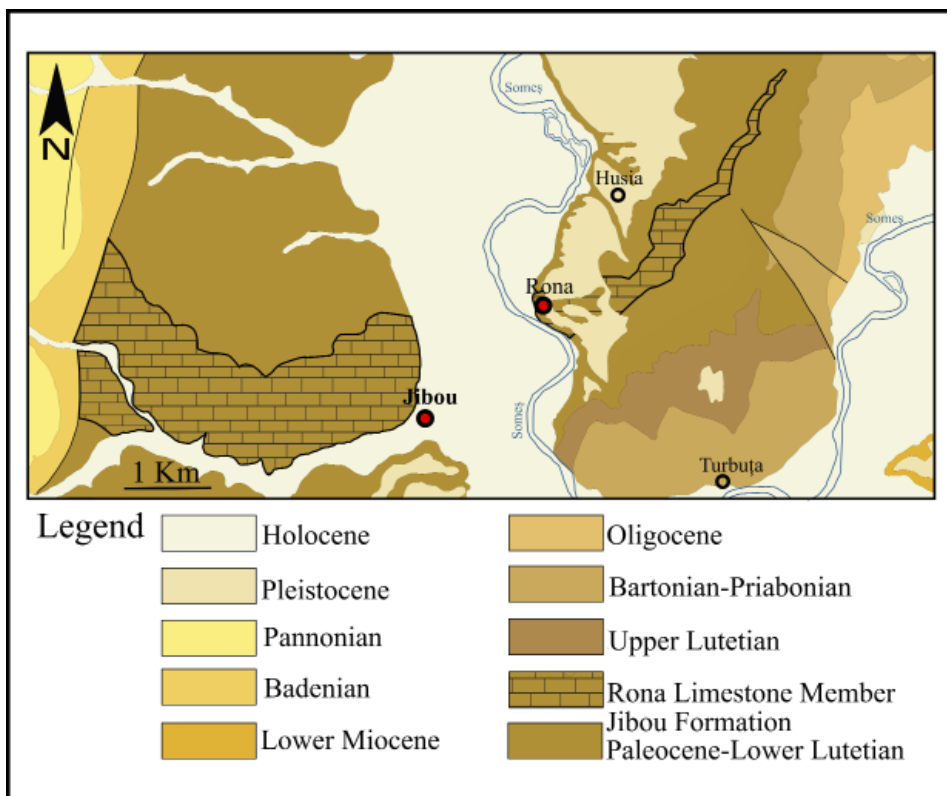 N
Someș
Husia
Someș
Rona
Jibou
Someș
Turbuța
1 Km
Legend
Holocene
Pleistocene
Pannonian
Badenian
Lower Miocene
Oligocene
Bartonian-Priabonian
Upper Lutetian
Rona Limestone Member
Jibou Formation
Paleocene-Lower Lutetian